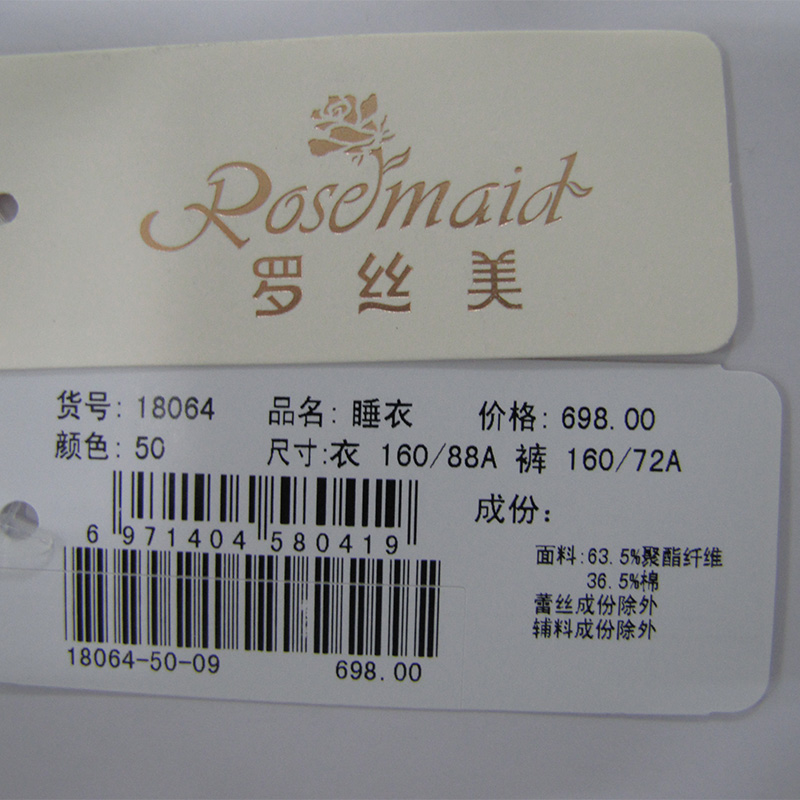 Rosemaid
罗丝美
货号: 18064 品名: 睡衣 价格: 698.00
颜色: 50 尺寸:衣 160/88A 裤 160/72A
成份:
6 971404 580419
面料:63.5%聚酯纤维
36.5%棉
蕾丝成份除外
辅料成份除外
18064-50-09 698.00